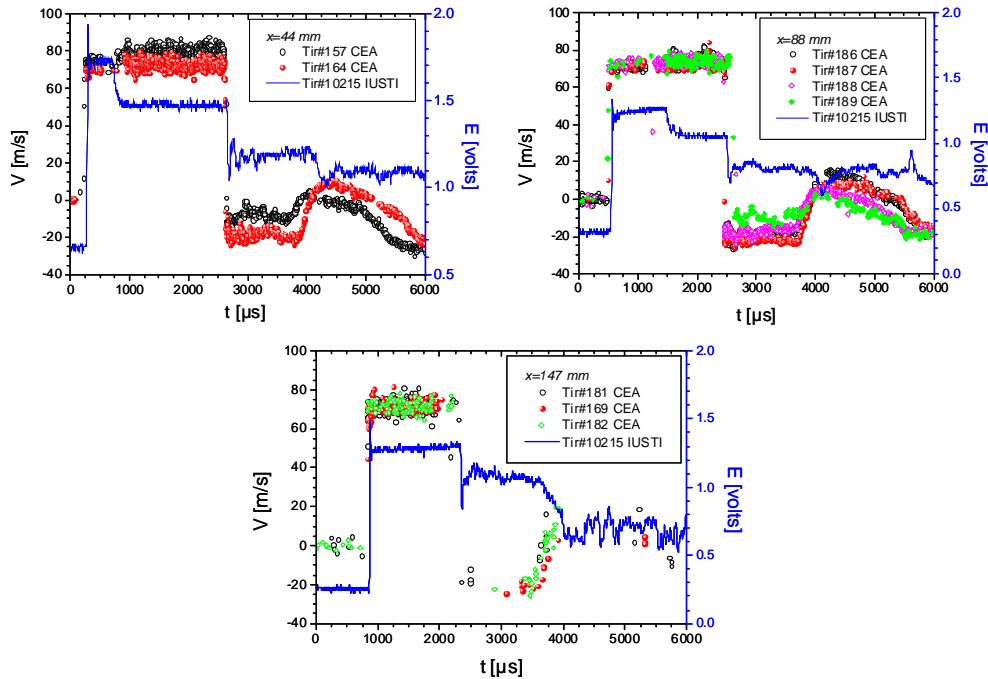 x=44 mm
Tir#157 CEA
Tir#164 CEA
Tir#10215 IUSTI
V [m/s]
100
80
60
40
20
0
-20
-40
0
1000
2000
3000
4000
5000
6000
t [µs]
2.0
1.5
1.0
0.5
E [volts]
x=88 mm
Tir#186 CEA
Tir#187 CEA
Tir#188 CEA
Tir#189 CEA
Tir#10215 IUSTI
V [m/s]
100
80
60
40
20
0
-20
-40
0
1000
2000
3000
4000
5000
6000
t [µs]
2.0
1.5
1.0
0.5
0.0
E [volts]
x=147 mm
Tir#181 CEA
Tir#169 CEA
Tir#182 CEA
Tir#10215 IUSTI
V [m/s]
100
80
60
40
20
0
-20
-40
0
1000
2000
3000
4000
5000
6000
t [µs]
2.0
1.5
1.0
0.5
0.0
E [volts]